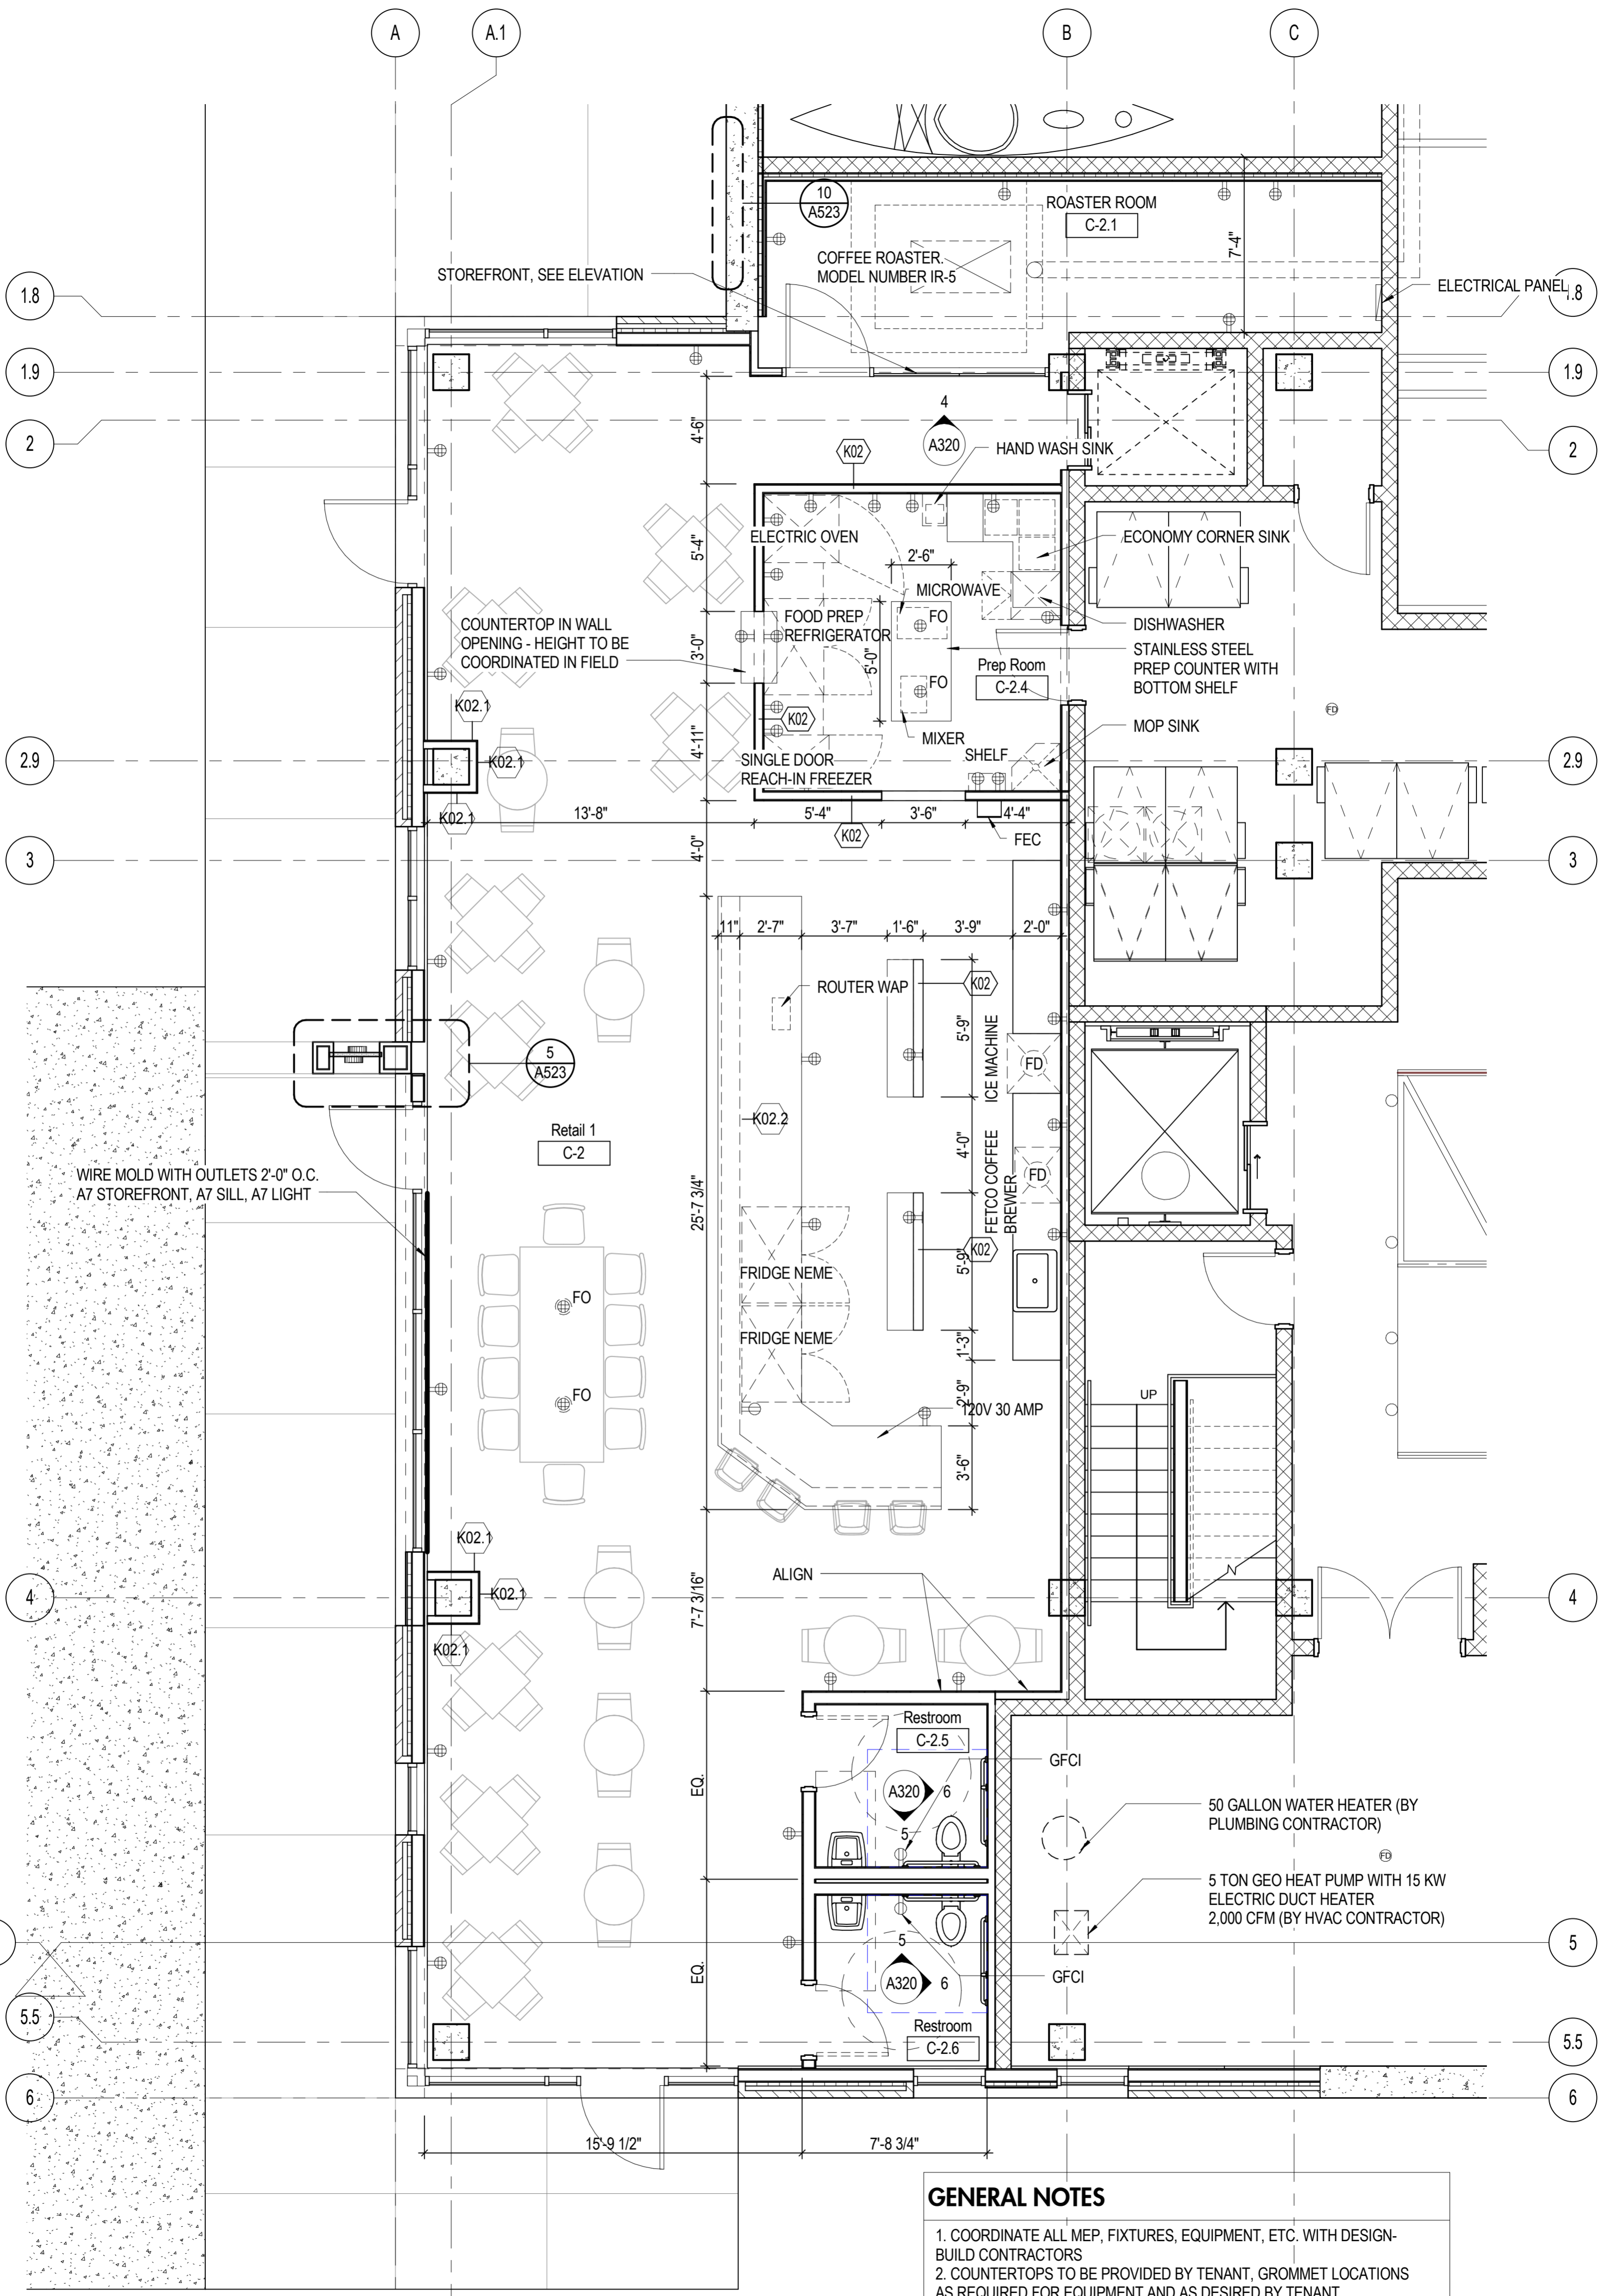 A
A.1
B
C
10
A523
ROASTER ROOM
C-2.1
7'-4"
COFFEE ROASTER.
MODEL NUMBER IR-5
STOREFRONT, SEE ELEVATION
ELECTRICAL PANEL
1.8
1.8
1.9
1.9
4
A320
4'-6"
2
2
K02
HAND WASH SINK
ELECTRIC OVEN
ECONOMY CORNER SINK
5'-4"
2'-6"
MICROWAVE
COUNTERTOP IN WALL
OPENING - HEIGHT TO BE
COORDINATED IN FIELD
FOOD PREP
REFRIGERATOR
FO
DISHWASHER
3'-0"
5'-0"
STAINLESS STEEL
PREP COUNTER WITH
BOTTOM SHELF
Prep Room
C-2.4
FO
K02.1
K02
FD
MOP SINK
4'-11"
MIXER
SHELF
2.9
K02.1
SINGLE DOOR
REACH-IN FREEZER
2.9
K02.1
13'-8"
5'-4"
3'-6"
4'-4"
K02
FEC
4'-0"
3
3
11"
2'-7"
3'-7"
1'-6"
3'-9"
2'-0"
ROUTER WAP
K02
5'-9"
ICE MACHINE
5
A523
FD
K02.2
Retail 1
C-2
4'-0"
FD
FETCO COFFEE
BREWER
WIRE MOLD WITH OUTLETS 2'-0" O.C.
A7 STOREFRONT, A7 SILL, A7 LIGHT
25'-7 3/4"
K02
5'-9"
FRIDGE NEME
FO
FRIDGE NEME
1'-3"
FO
2'-9"
UP
120V 30 AMP
3'-6"
K02.1
ALIGN
4
K02.1
7'-7 3/16"
4
K02.1
Restroom
C-2.5
GFCI
EQ.
A320
6
5
50 GALLON WATER HEATER (BY
PLUMBING CONTRACTOR)
FD
5 TON GEO HEAT PUMP WITH 15 KW
ELECTRIC DUCT HEATER
2,000 CFM (BY HVAC CONTRACTOR)
5
5
EQ.
A320
6
GFCI
5.5
Restroom
C-2.6
5.5
6
6
15'-9 1/2"
7'-8 3/4"
GENERAL NOTES
1. COORDINATE ALL MEP, FIXTURES, EQUIPMENT, ETC. WITH DESIGN-
BUILD CONTRACTORS
2. COUNTERTOPS TO BE PROVIDED BY TENANT, GROMMET LOCATIONS
AS REQUIRED FOR EQUIPMENT AND AS DESIRED BY TENANT